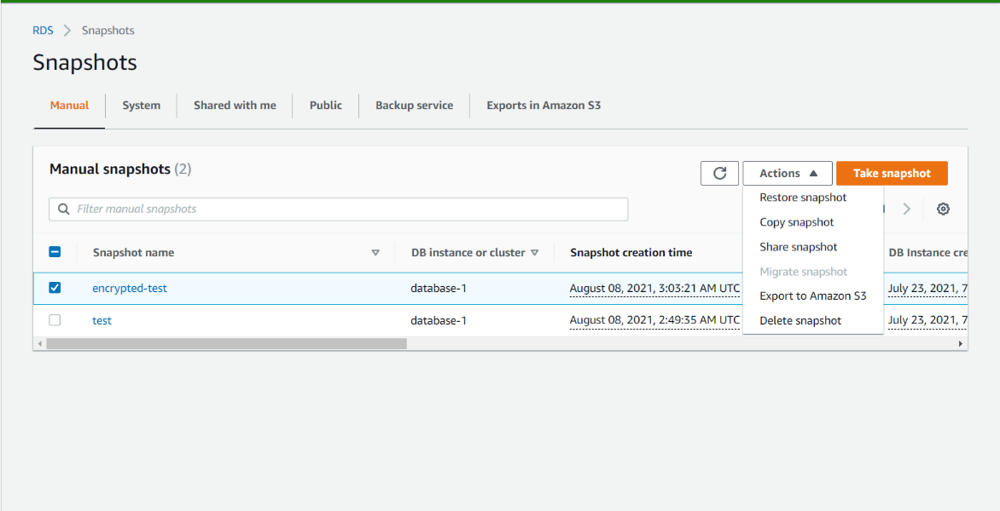 RDS > Snapshots
Snapshots
Manual System Shared with me Public Backup service Exports in Amazon S3
Manual snapshots (2)
Actions Take snapshot
Restore snapshot
Filter manual snapshots
Copy snapshot
Share snapshot
Snapshot name DB instance or cluster Snapshot creation time DB Instance cre
Migrate snapshot
encrypted-test database-1 August 08, 2021, 3:03:21 AM UTC July 23, 2021, 7
Export to Amazon S3
test database-1 August 08, 2021, 2:49:35 AM UTC July 23, 2021, 7
Delete snapshot